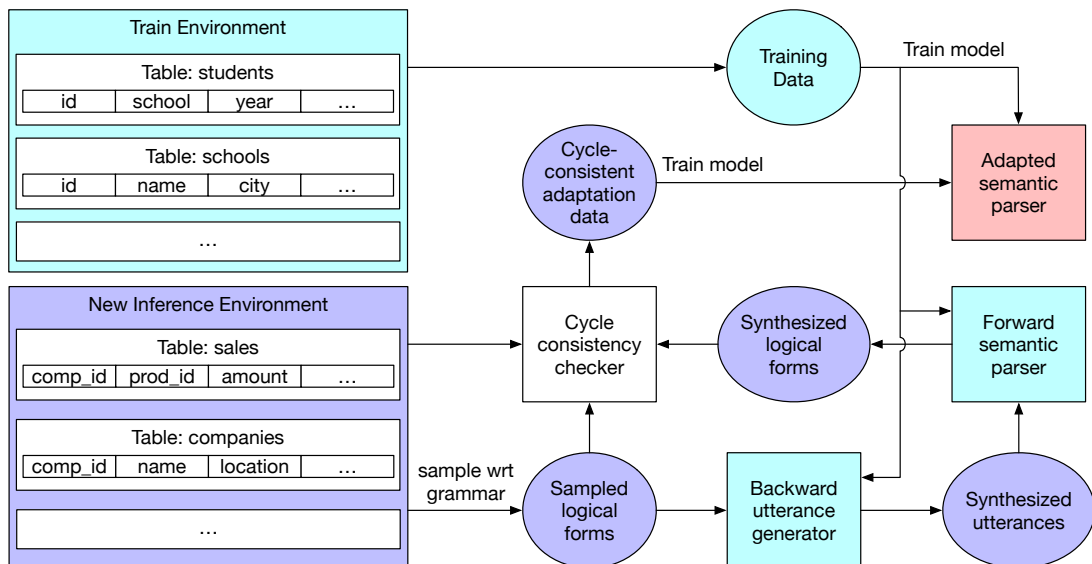 Train Environment
Table: students
id school year ...
Table: schools
id name city ...
...
New Inference Environment
Table: sales
comp_id prod_id amount ...
Table: companies
comp_id name location ...
...
sample wrt
grammar
Training
Data
Train model
Cycle-
consistent
adaptation
data
Train model
Adapted
semantic
parser
Cycle
consistency
checker
Synthesized
logical
forms
Forward
semantic
parser
Sampled
logical
forms
Backward
utterance
generator
Synthesized
utterances